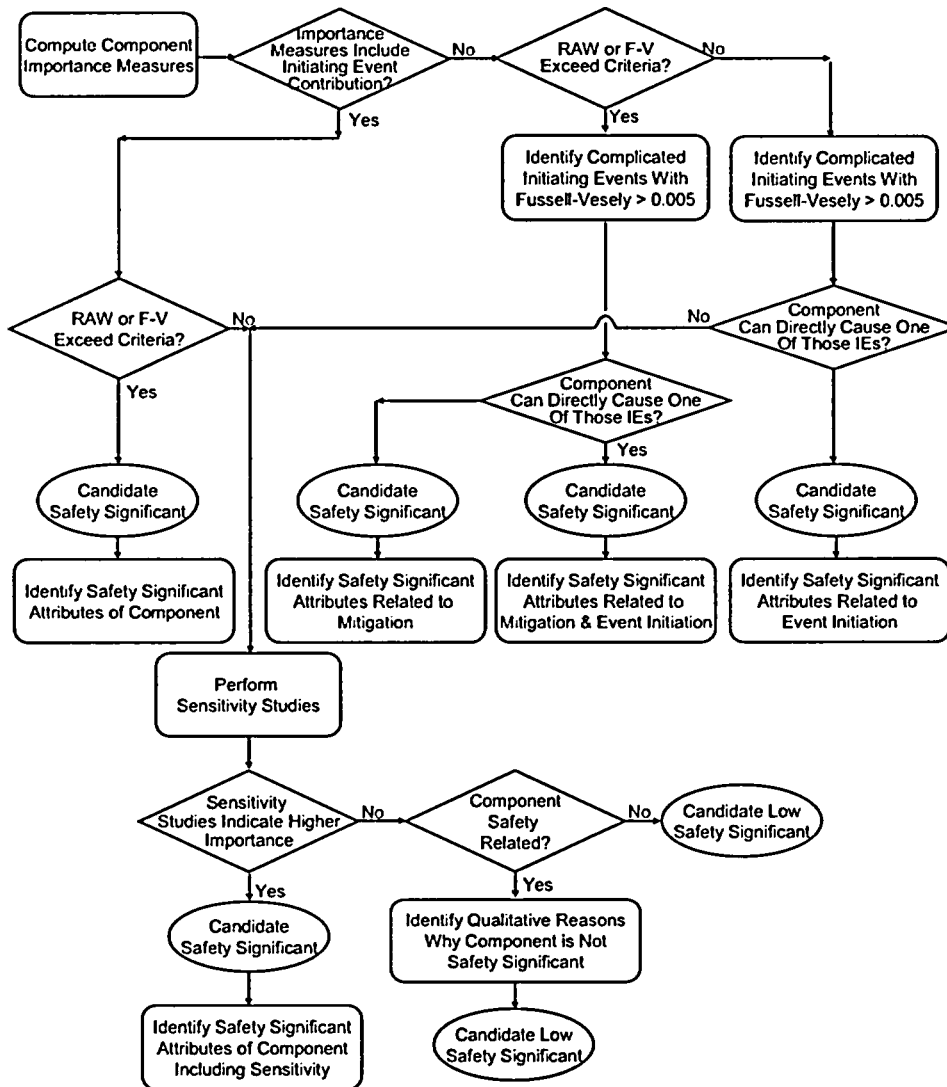 Compute Component
Importance Measures
Importance
Measures Include
Initiating Event
Contribution?
No
RAW or F-V
Exceed Criteria?
No
Yes
Yes
Identify Complicated
Initiating Events With
Fussell-Vesely > 0.005
Identify Complicated
Initiating Events With
Fussell-Vesely > 0.005
RAW or F-V
Exceed Criteria?
No
No
Component
Can Directly Cause One
Of Those IEs?
Yes
Component
Can Directly Cause One
Of Those IEs?
Yes
Candidate
Safety Significant
Candidate
Safety Significant
Candidate
Safety Significant
Candidate
Safety Significant
Identify Safety Significant
Attributes of Component
Identify Safety Significant
Attributes Related to
Mitigation
Identify Safety Significant
Attributes Related to
Mitigation & Event Initiation
Identify Safety Significant
Attributes Related to
Event Initiation
Perform
Sensitivity Studies
Sensitivity
Studies Indicate Higher
Importance
No
Component
Safety
Related?
No
Candidate Low
Safety Significant
Yes
Yes
Candidate
Safety Significant
Identify Qualitative Reasons
Why Component is Not
Safety Significant
Identify Safety Significant
Attributes of Component
Including Sensitivity
Candidate Low
Safety Significant